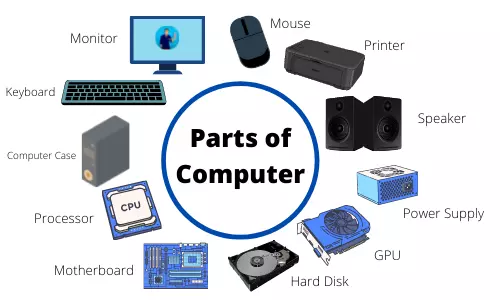 Mouse
Monitor
Printer
Keyboard
Speaker
Parts of
Computer
Computer Case
CPU
Processor
Power Supply
GPU
Motherboard
Hard Disk